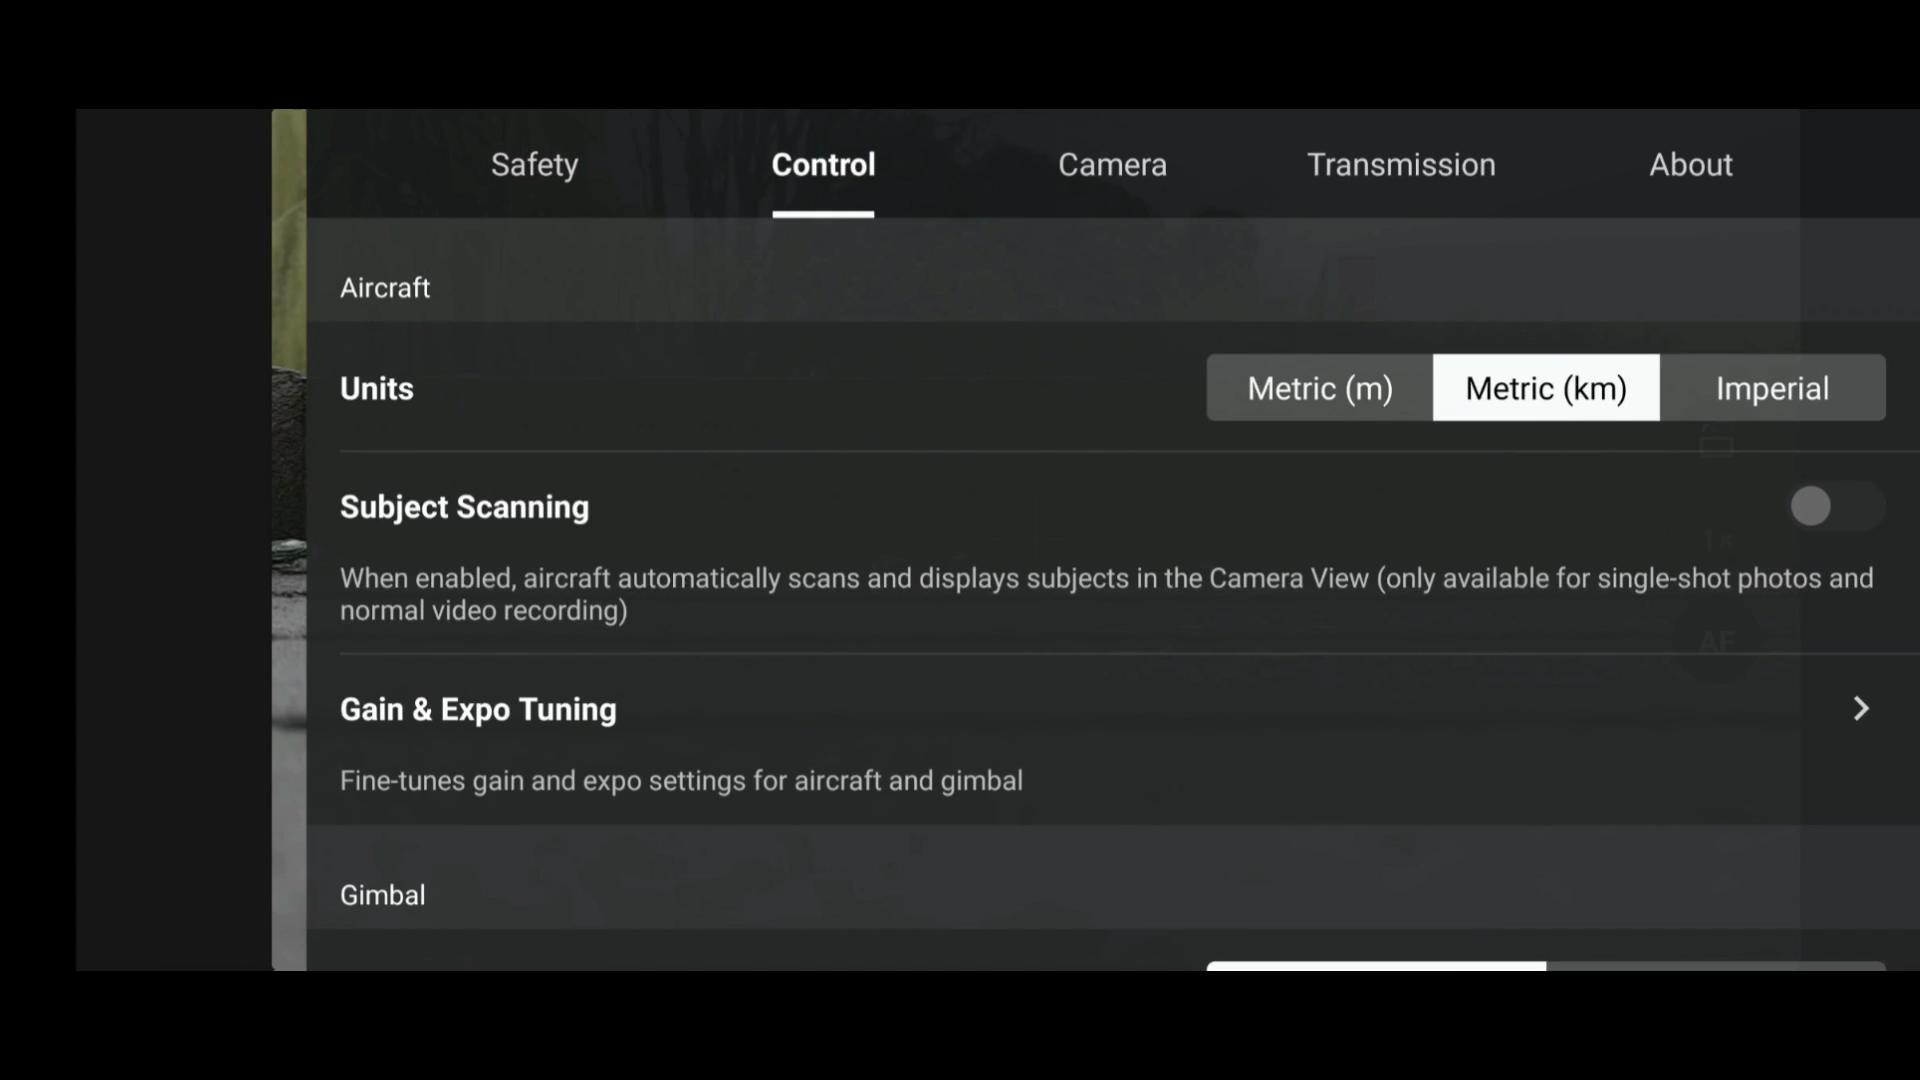 Safety Control Camera Transmission About
Aircraft
Units Metric (m) Metric (km) Imperial
Subject Scanning
1x
When enabled, aircraft automatically scans and displays subjects in the Camera View (only available for single-shot photos and
normal video recording)
AF
Gain & Expo Tuning
Fine-tunes gain and expo settings for aircraft and gimbal
Gimbal